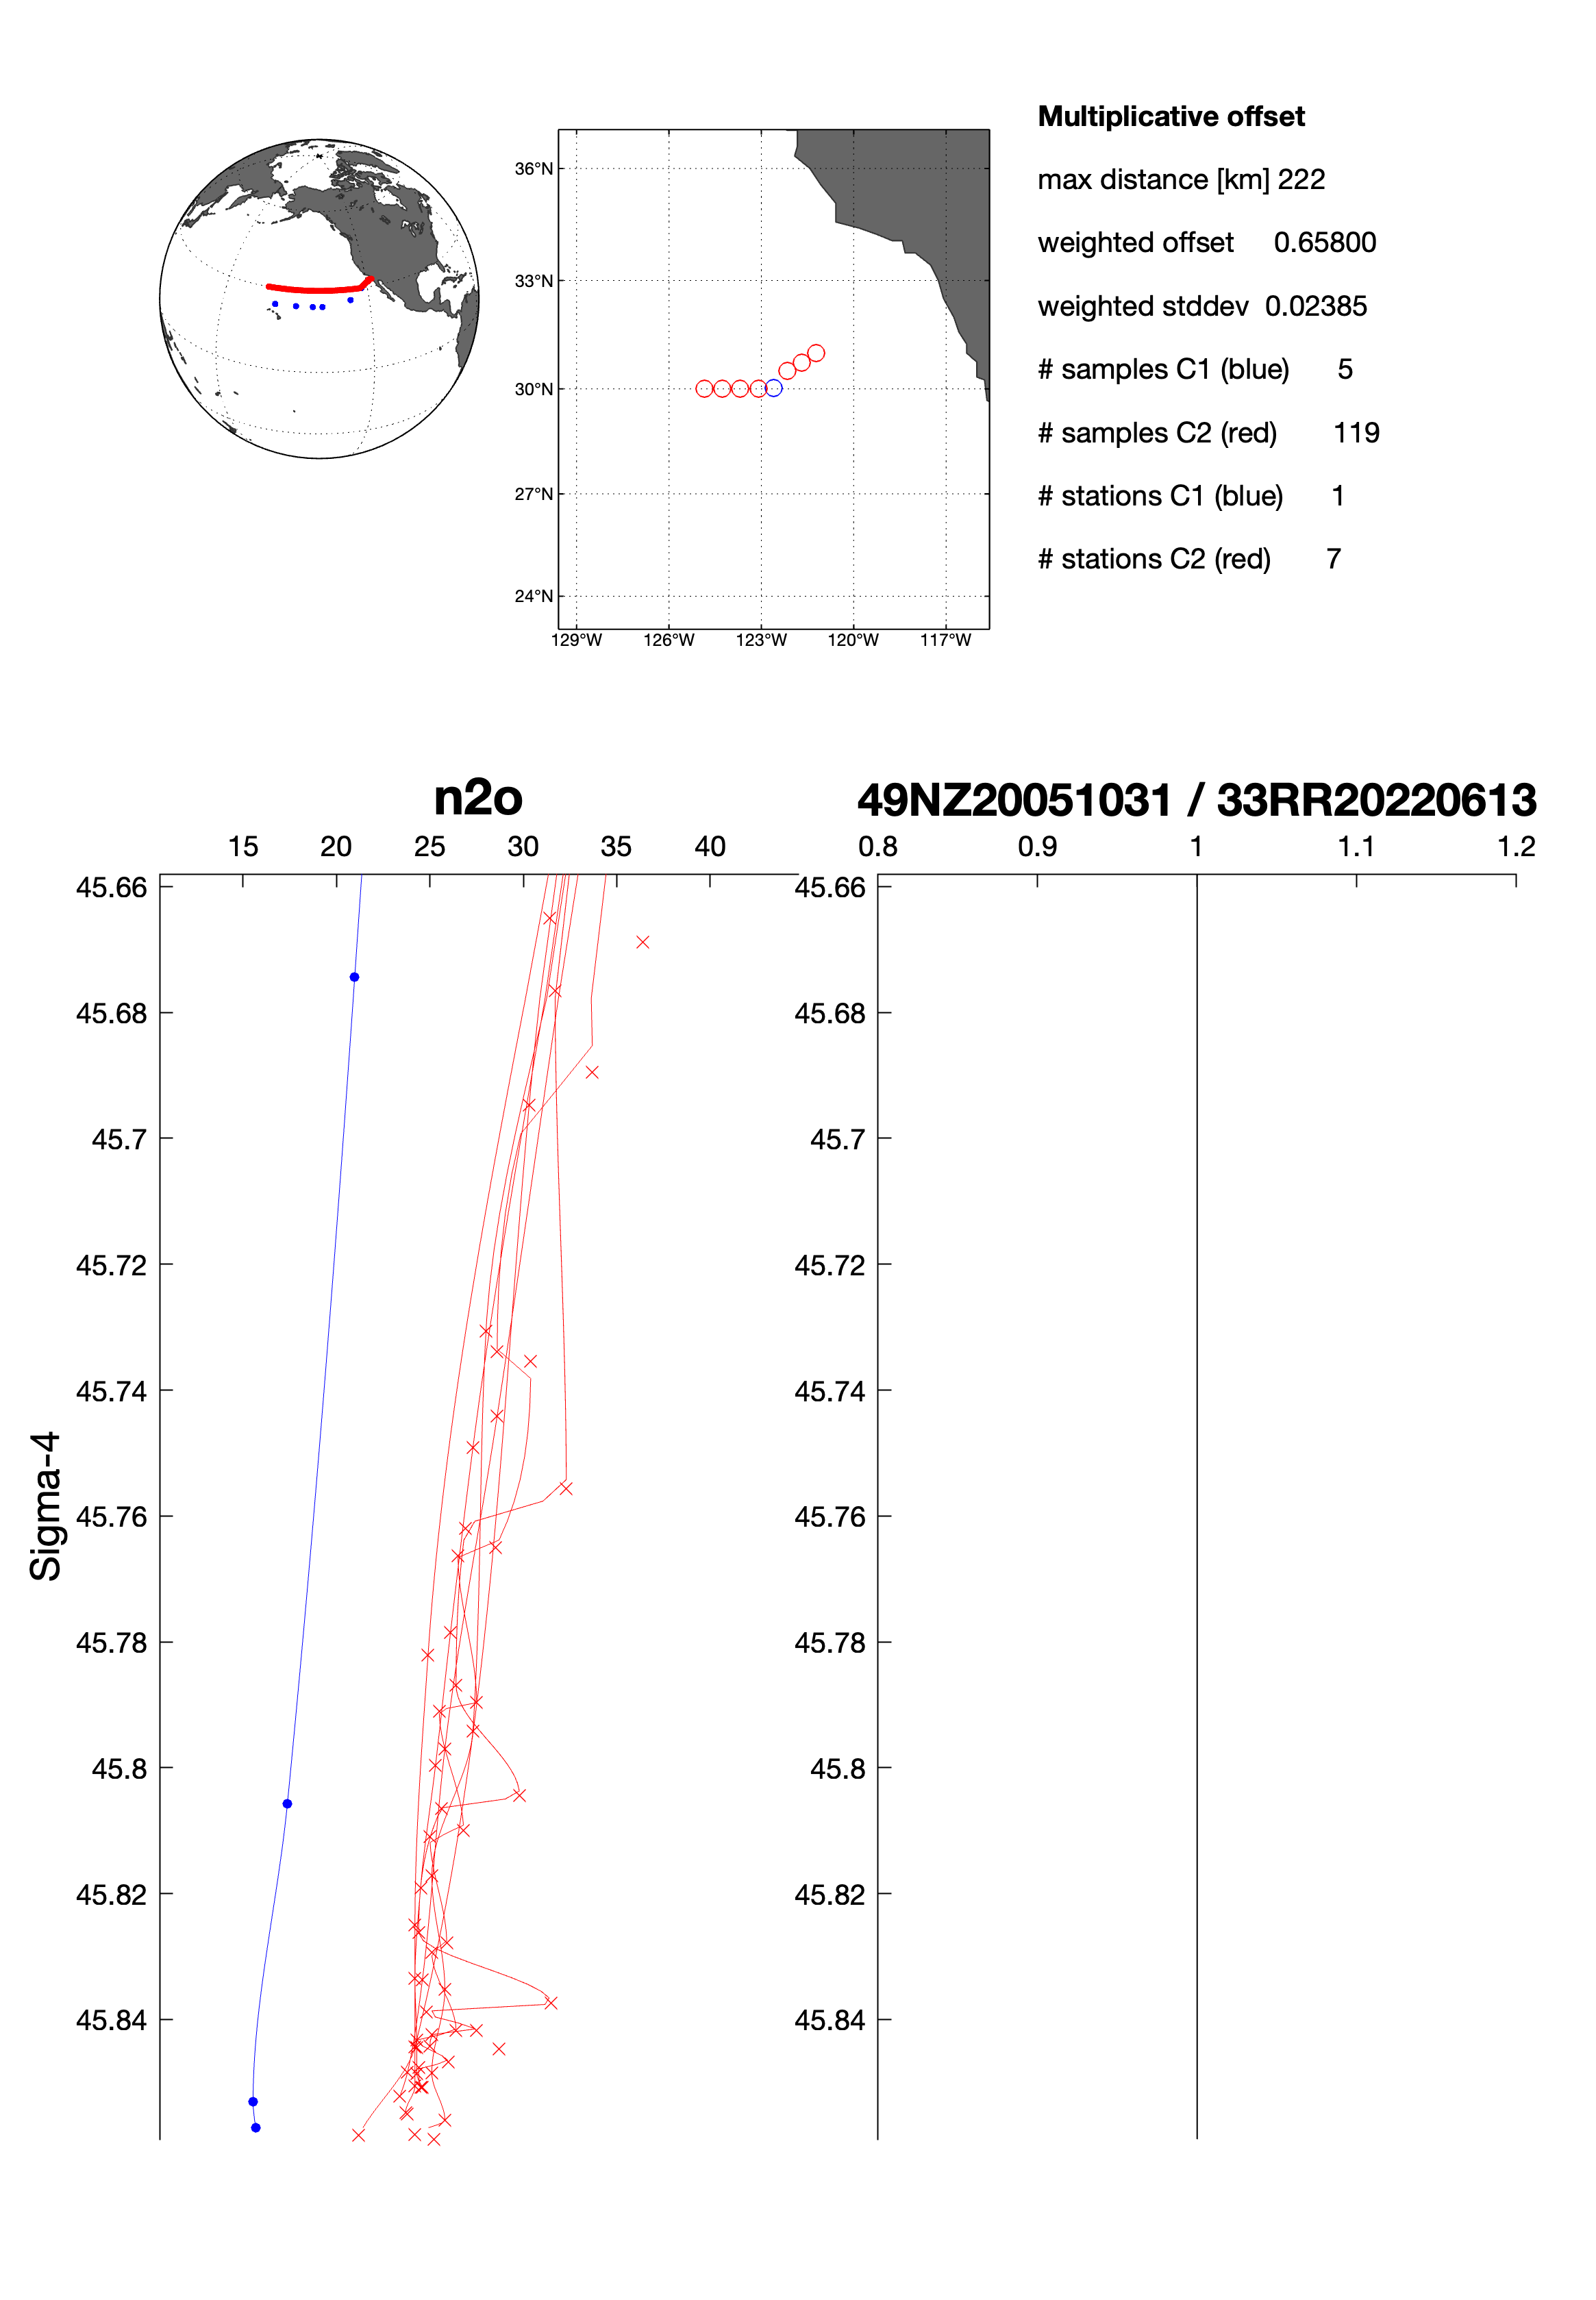 Multiplicative offset
max distance [km] 222
weighted offset 0.65800
weighted stddev 0.02385
# samples C1 (blue) 5
# samples C2 (red) 119
# stations C1 (blue) 1
# stations C2 (red) 7
36°N
33°N
30°N
27°N
24°N
129°W 126°W 123°W 120°W 117°W
n2o
15 20 25 30 35 40
45.66
45.68
45.7
45.72
45.74
45.76
45.78
45.8
45.82
45.84
Sigma-4
49NZ20051031 / 33RR20220613
0.8 0.9 1 1.1 1.2
45.66
45.68
45.7
45.72
45.74
45.76
45.78
45.8
45.82
45.84